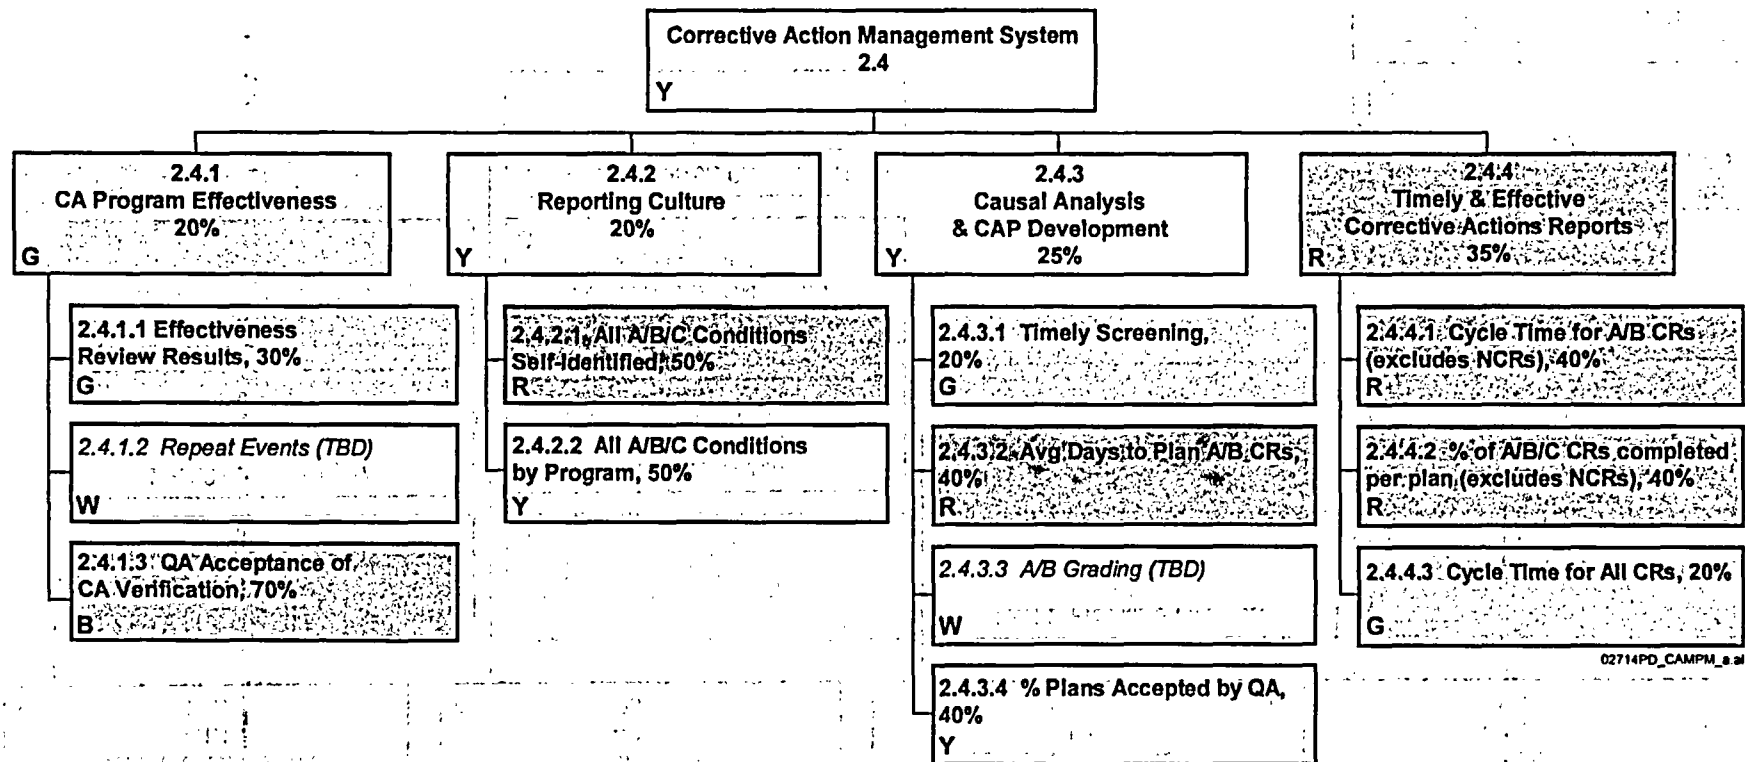 Corrective Action Management System
2.4
Y
2.4.1
CA Program Effectiveness
20%
G
2.4.2
Reporting Culture
20%
Y
2.4.3
Causal Analysis
& CAP Development
25%
Y
2.4.4
Timely & Effective
Corrective Actions Reports
35%
R
2.4.1.1 Effectiveness
Review Results, 30%
G
2.4.1.2 Repeat Events (TBD)
W
2.4.1.3 QA Acceptance of
CA Verification, 70%
B
2.4.2.1 All A/B/C Conditions
Self-Identified, 50%
R
2.4.2.2 All A/B/C Conditions
by Program, 50%
Y
2.4.3.1 Timely Screening,
20%
G
2.4.3.2 Avg Days to Plan A/B CRs,
40%
R
2.4.3.3 A/B Grading (TBD)
W
2.4.3.4 % Plans Accepted by QA,
40%
Y
2.4.4.1 Cycle Time for A/B CRs
(excludes NCRs), 40%
R
2.4.4.2 % of A/B/C CRs completed
per plan (excludes NCRs), 40%
R
2.4.4.3 Cycle Time for All CRs, 20%
G
02714PD_CAMPM_a.ai